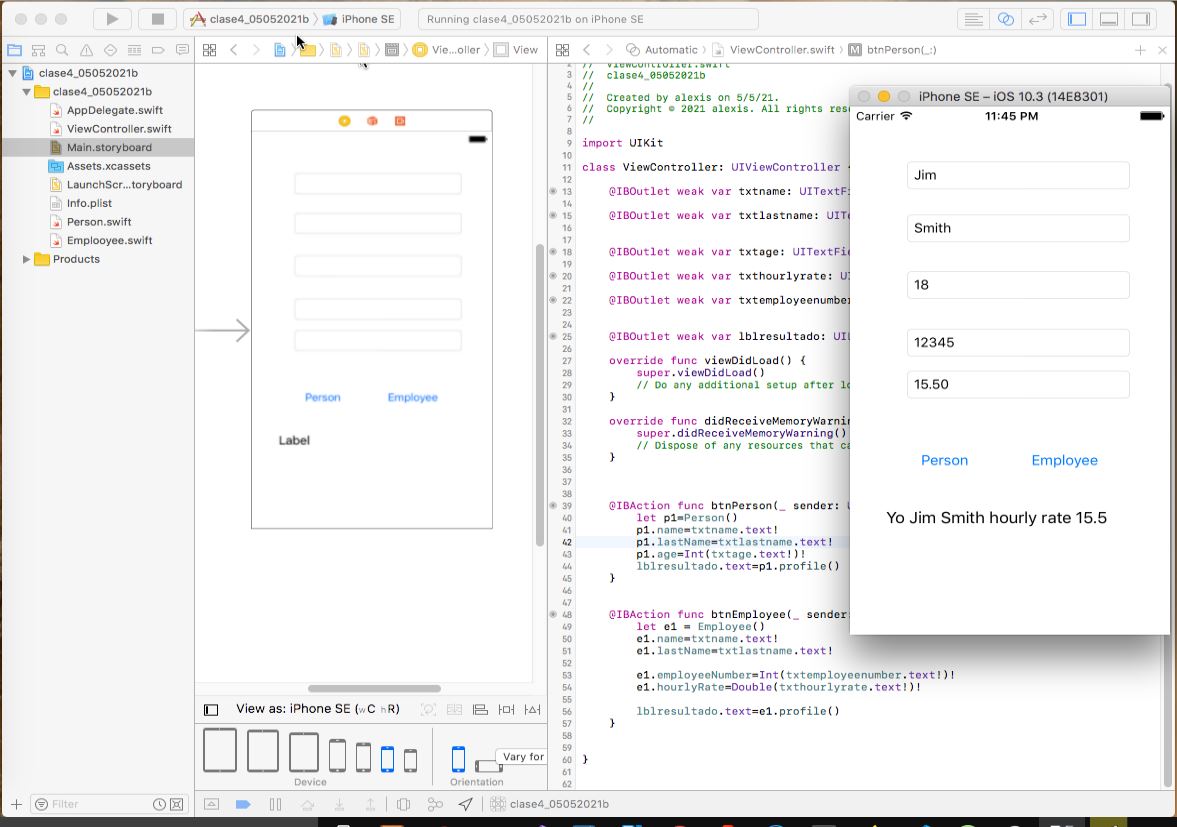 clase4_05052021b
iPhone SE
Running clase4_05052021b on iPhone SE
Vie...oller
View
Automatic
ViewController.swift
btnPerson(_:)
clase4_05052021b
clase4_05052021b
AppDelegate.swift
ViewController.swift
Main.storyboard
Assets.xcassets
LaunchScr...toryboard
Info.plist
Person.swift
Emplooyee.swift
Products
Filter
Person
Employee
Label
View as: iPhone SE (wC hR)
Vary for
Device
Orientation
2 // ViewController.swift
3 // clase4_05052021b
4 //
5 // Created by alexis on 5/5/21.
6 // Copyright © 2021 alexis. All rights rese
7 //
8
9 import UIKit
10
11 class ViewController: UIViewController
12
13 @IBOutlet weak var txtname: UITextFi
14
15 @IBOutlet weak var txtlastname: UITe
16
17
18 @IBOutlet weak var txtage: UITextFie
19
20 @IBOutlet weak var txthourlyrate: UI
21
22 @IBOutlet weak var txtemployeenumber
23
24
25 @IBOutlet weak var lblresultado: UIL
26
27 override func viewDidLoad() {
28 super.viewDidLoad()
29 // Do any additional setup after lo
30 }
31
32 override func didReceiveMemoryWarnin
33 super.didReceiveMemoryWarning()
34 // Dispose of any resources that ca
35 }
36
37
38
39 @IBAction func btnPerson(_ sender: U
40 let p1=Person()
41 p1.name=txtname.text!
42 p1.lastName=txtlastname.text!
43 p1.age=Int(txtage.text!)!
44 lblresultado.text=p1.profile()
45 }
46
47
48 @IBAction func btnEmployee(_ sender:
49 let e1 = Employee()
50 e1.name=txtname.text!
51 e1.lastName=txtlastname.text!
52
53 e1.employeeNumber=Int(txtemployeenumber.text!)!
54 e1.hourlyRate=Double(txthourlyrate.text!)!
55
56 lblresultado.text=e1.profile()
57 }
58
59
60 }
61
62
clase4_05052021b
iPhone SE – iOS 10.3 (14E8301)
Carrier
11:45 PM
Jim
Smith
18
12345
15.50
Person
Employee
Yo Jim Smith hourly rate 15.5